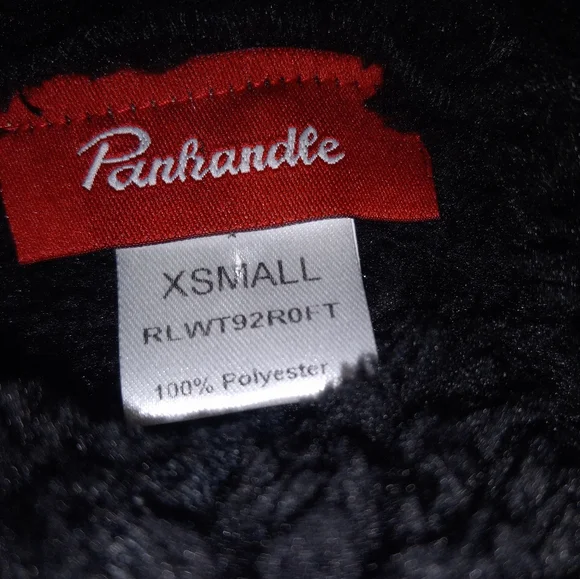 Panhandle
XSMALL
RLWT92R0FT
100% Polyester